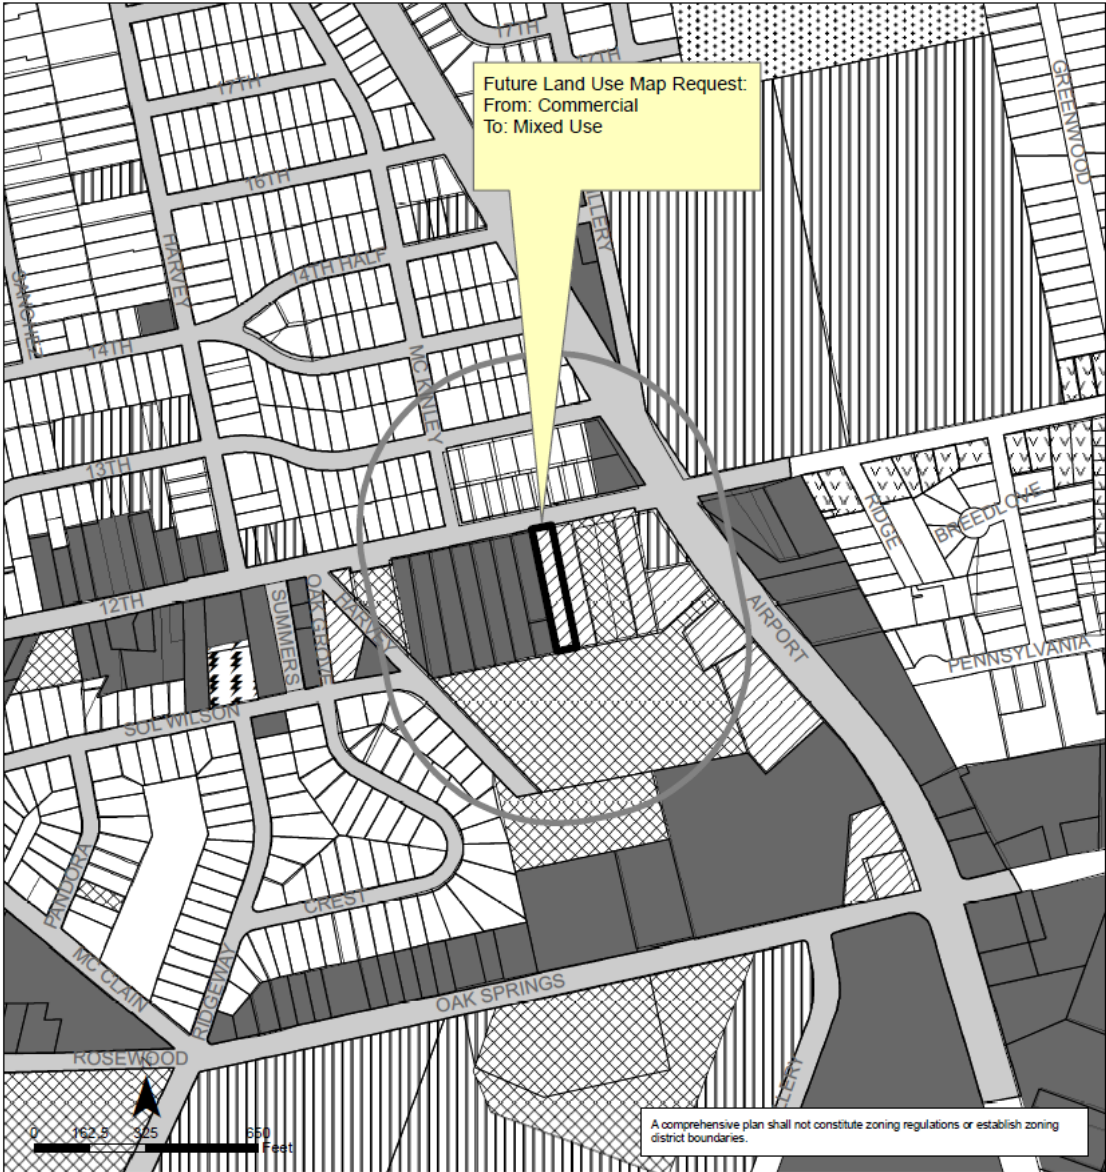 17TH
17TH
17TH
Future Land Use Map Request:
From: Commercial
To: Mixed Use
GREENWOOD
16TH
HARVEY
14TH HALF
14TH
MC KINLEY
13TH
RIDGE
BREEDLOVE
12TH
SUMMERS
OAK GROVE
HARVEY
AIRPORT
PENNSYLVANIA
SOL WILSON
PANDORA
CREST
MC CLAIN
RIDGEWAY
OAK SPRINGS
ROSEWOOD
N
0 162.5 325 650
Feet
A comprehensive plan shall not constitute zoning regulations or establish zoning
district boundaries.